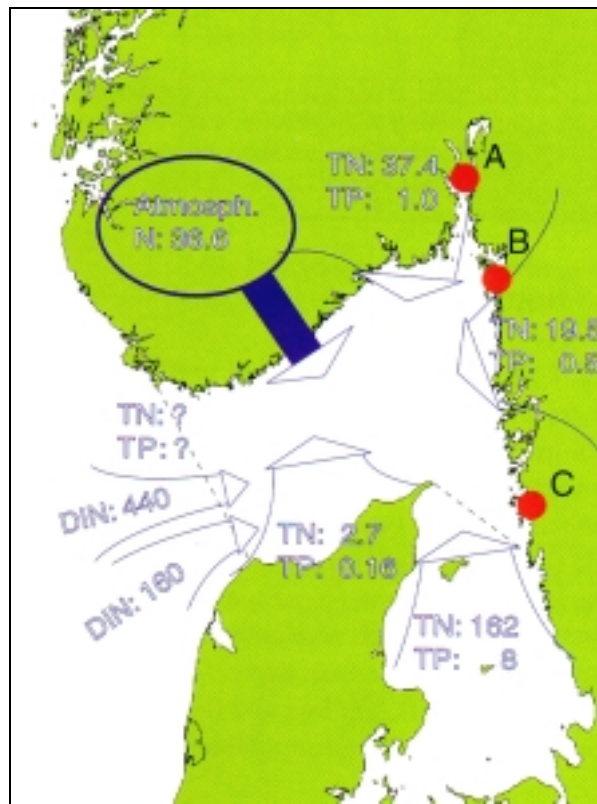 A
TN: 37.4
TP: 1.0
Atmosph.
N: 36.6
B
TN: 19.5
TP: 0.5
TN: ?
TP: ?
C
DIN: 440
TN: 2.7
TP: 0.16
DIN: 160
TN: 162
TP: 8